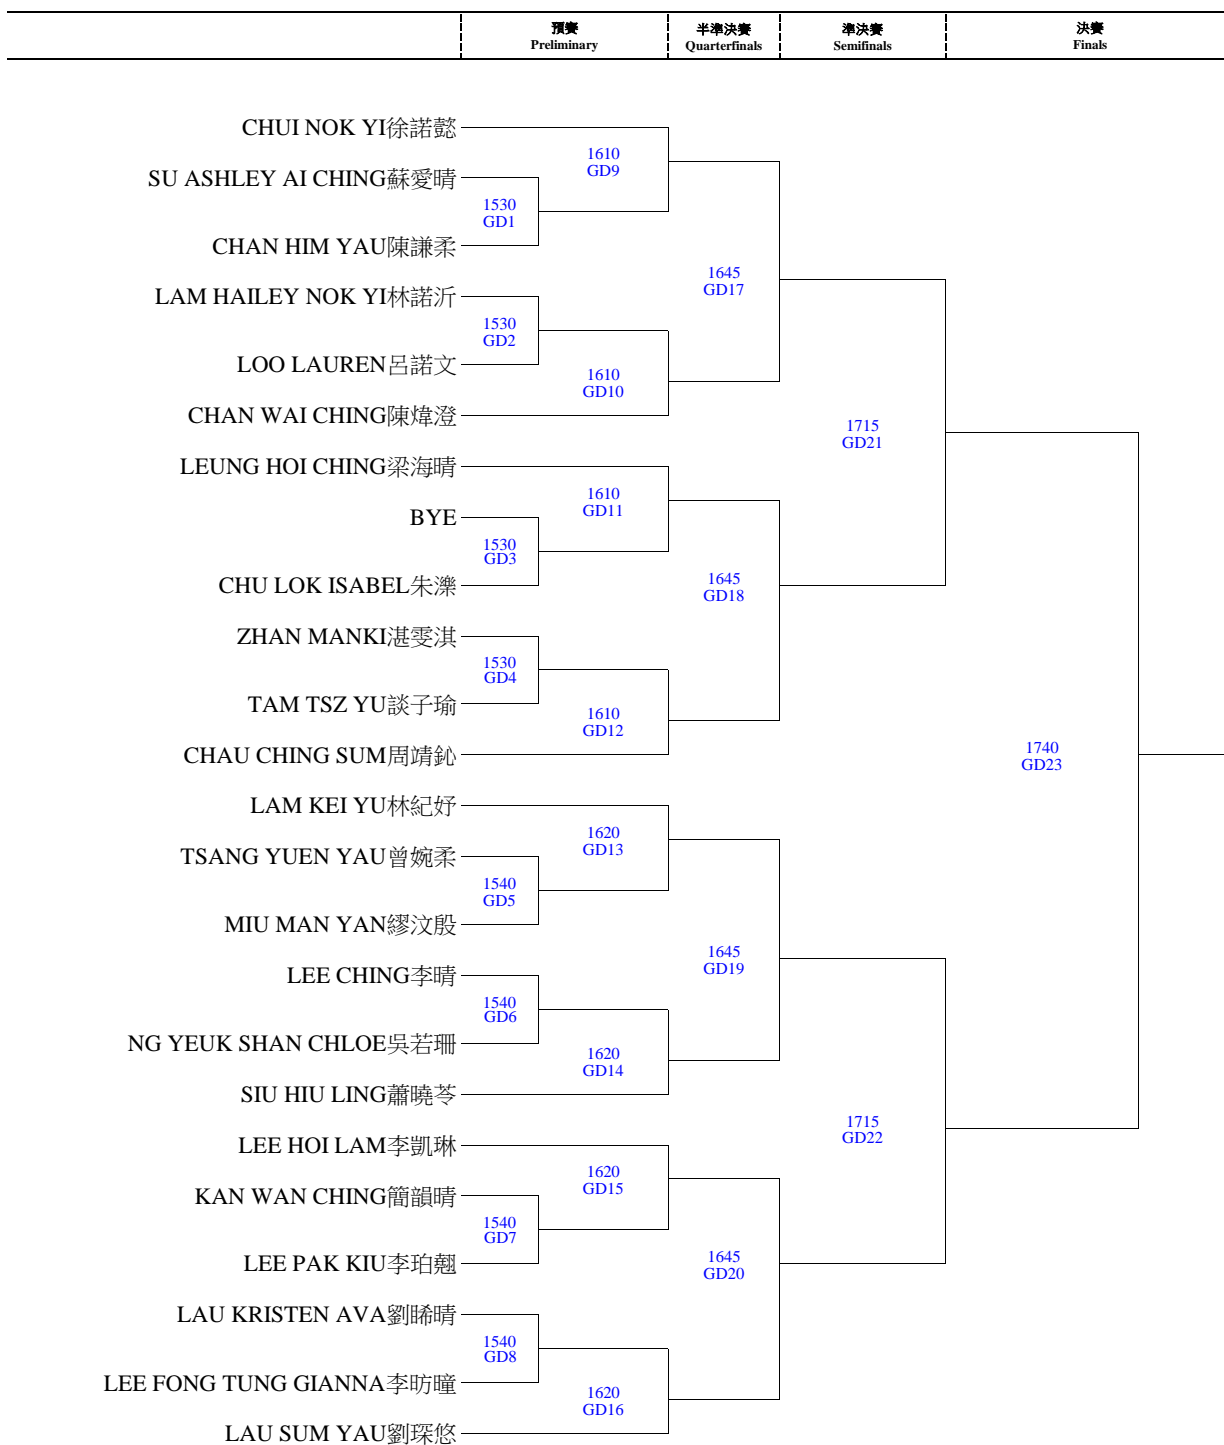 預賽 半準決賽 準決賽 決賽
Preliminary Quarterfinals Semifinals Finals
CHUI NOK YI徐諾懿
1610
GD9
SU ASHLEY AI CHING蘇愛晴
1530
GD1
CHAN HIM YAU陳謙柔
1645
GD17
LAM HAILEY NOK YI林諾沂
1530
GD2
LOO LAUREN呂諾文
1610
GD10
CHAN WAI CHING陳煒澄
1715
GD21
LEUNG HOI CHING梁海晴
1610
GD11
BYE
1530
GD3
CHU LOK ISABEL朱濼
1645
GD18
ZHAN MANKI湛雯淇
1530
GD4
TAM TSZ YU談子瑜
1610
GD12
CHAU CHING SUM周靖鈊
1740
GD23
LAM KEI YU林紀妤
1620
GD13
TSANG YUEN YAU曾婉柔
1540
GD5
MIU MAN YAN繆汶殷
1645
GD19
LEE CHING李晴
1540
GD6
NG YEUK SHAN CHLOE吳若珊
1620
GD14
SIU HIU LING蕭曉苓
1715
GD22
LEE HOI LAM李凱琳
1620
GD15
KAN WAN CHING簡韻晴
1540
GD7
LEE PAK KIU李珀翹
1645
GD20
LAU KRISTEN AVA劉睎晴
1540
GD8
LEE FONG TUNG GIANNA李昉曈
1620
GD16
LAU SUM YAU劉琛悠